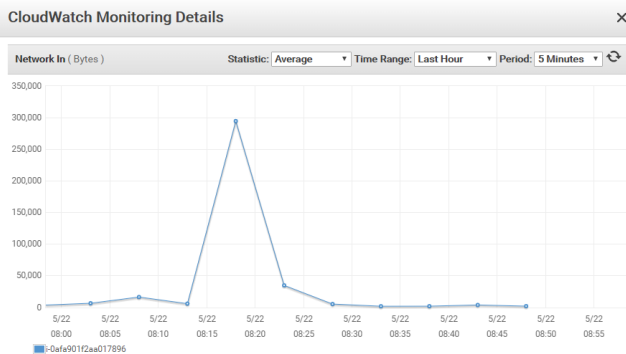 CloudWatch Monitoring Details
Network In ( Bytes )
Statistic: Average Time Range: Last Hour Period: 5 Minutes
350,000
300,000
250,000
200,000
150,000
100,000
50,000
0
5/22 5/22 5/22 5/22 5/22 5/22 5/22 5/22 5/22 5/22 5/22 5/22
08:00 08:05 08:10 08:15 08:20 08:25 08:30 08:35 08:40 08:45 08:50 08:55
i-0afa901f2aa017896